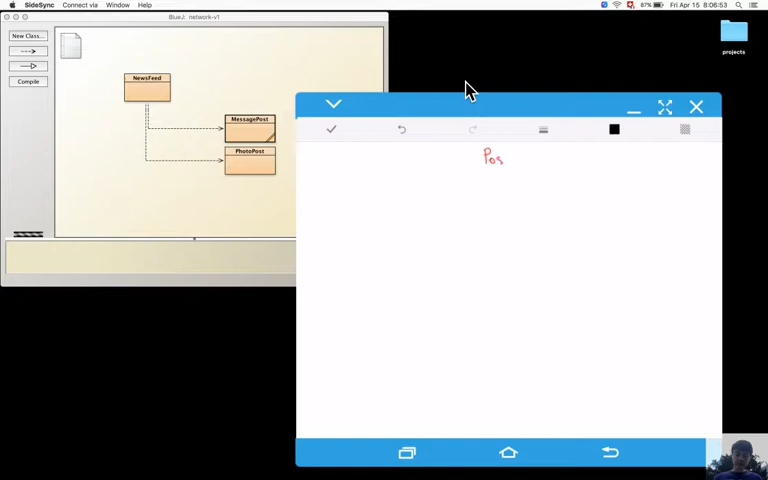 SideSync Connect via Window Help 87% Fri Apr 15 8:06:53
BlueJ: network-v1
New Class...
Compile
NewsFeed
MessagePost
PhotoPost
projects
Pos